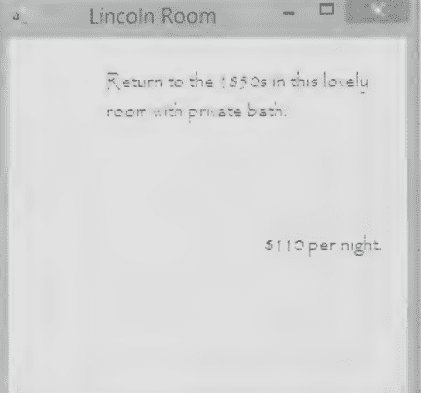 Lincoln Room
Return to the 1850s in this lovely
room with private bath.
$110 per night.